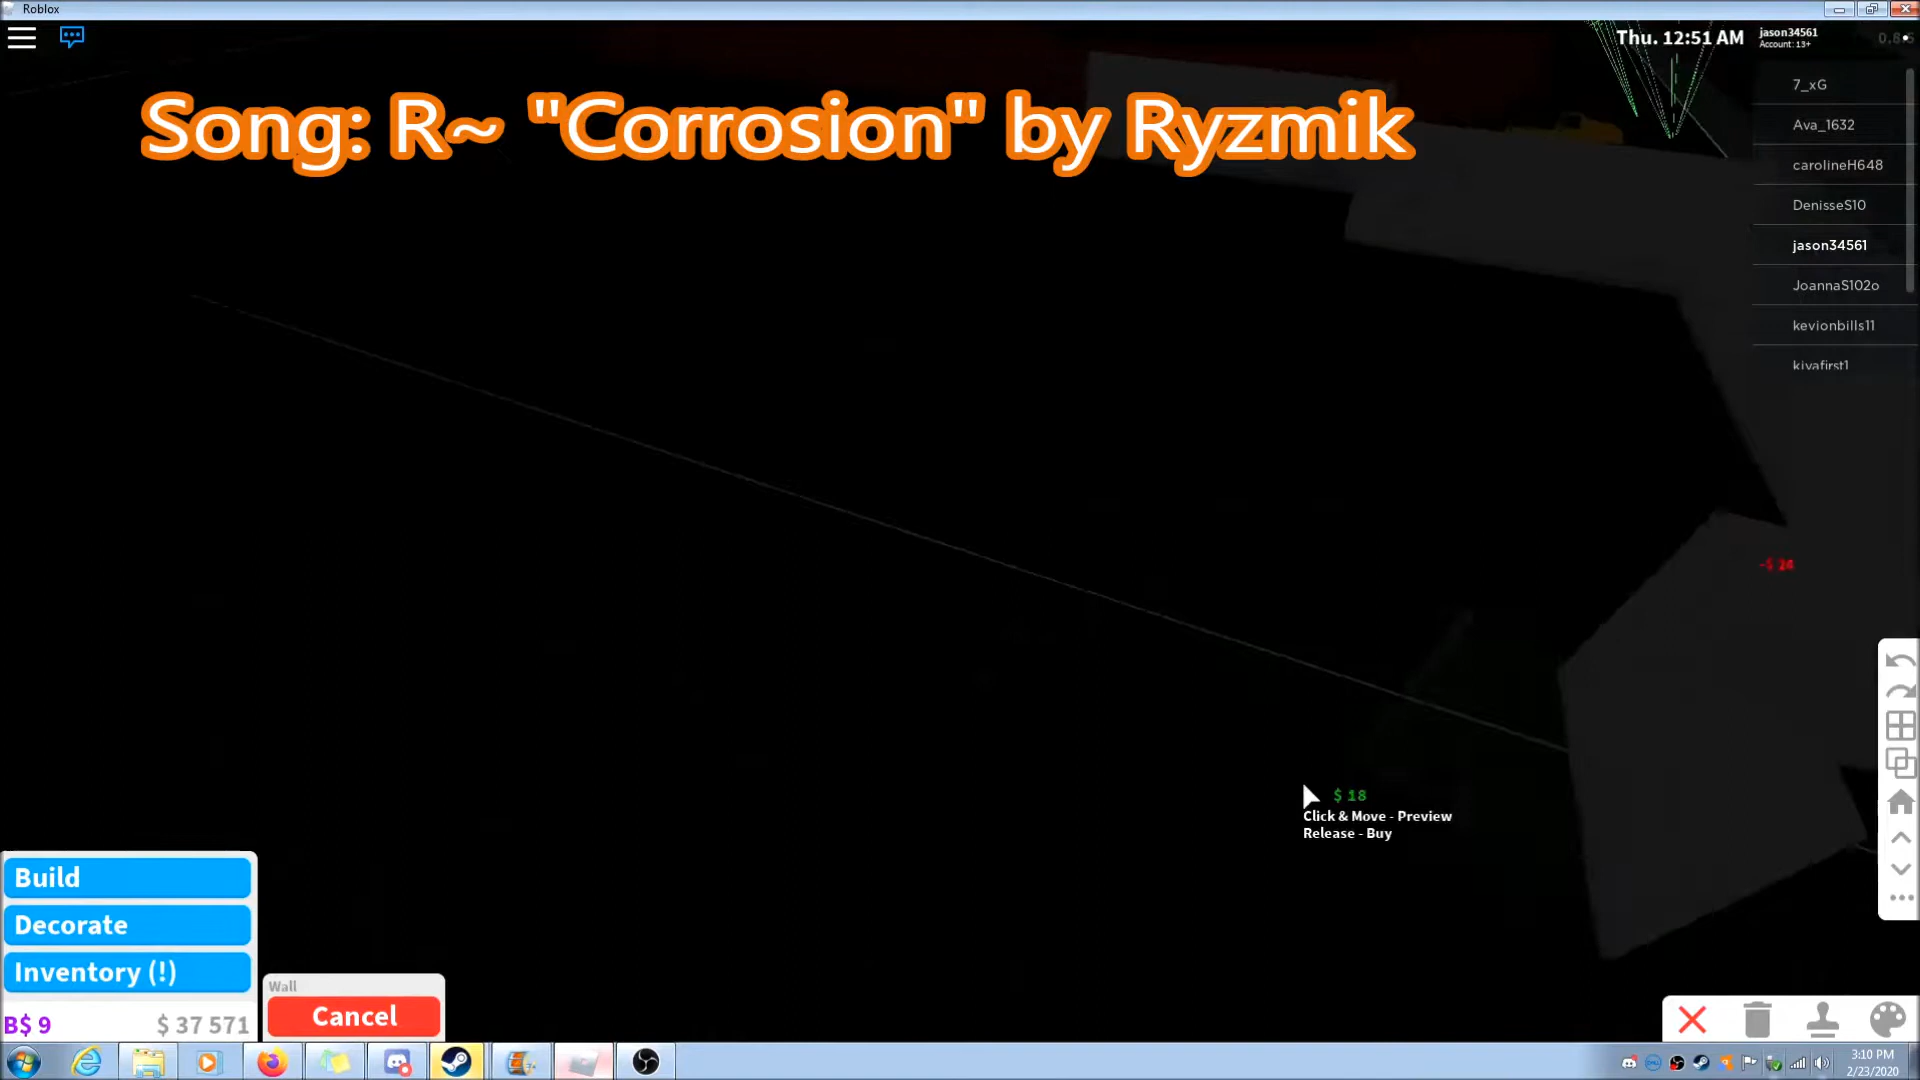 Roblox
Thu. 12:51 AM
jason34561
Account: 13+
Song: R~ "Corrosion" by Ryzmik
7_xG
Ava_1632
carolineH648
DenisseS10
jason34561
JoannaS102o
kevionbills11
kivafirst1
-$ 24
$ 18
Click & Move - Preview
Release - Buy
Build
Decorate
Inventory (!)
B$ 9
$ 37 571
Wall
Cancel
3:10 PM
2/23/2020